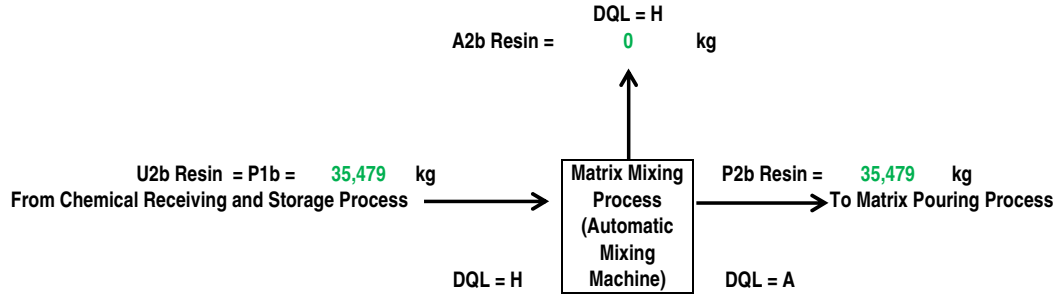 DQL = H
A2b Resin = 0 kg
U2b Resin = P1b = 35,479 kg
From Chemical Receiving and Storage Process
Matrix Mixing
Process
(Automatic
Mixing
Machine)
P2b Resin = 35,479 kg
To Matrix Pouring Process
DQL = H
DQL = A